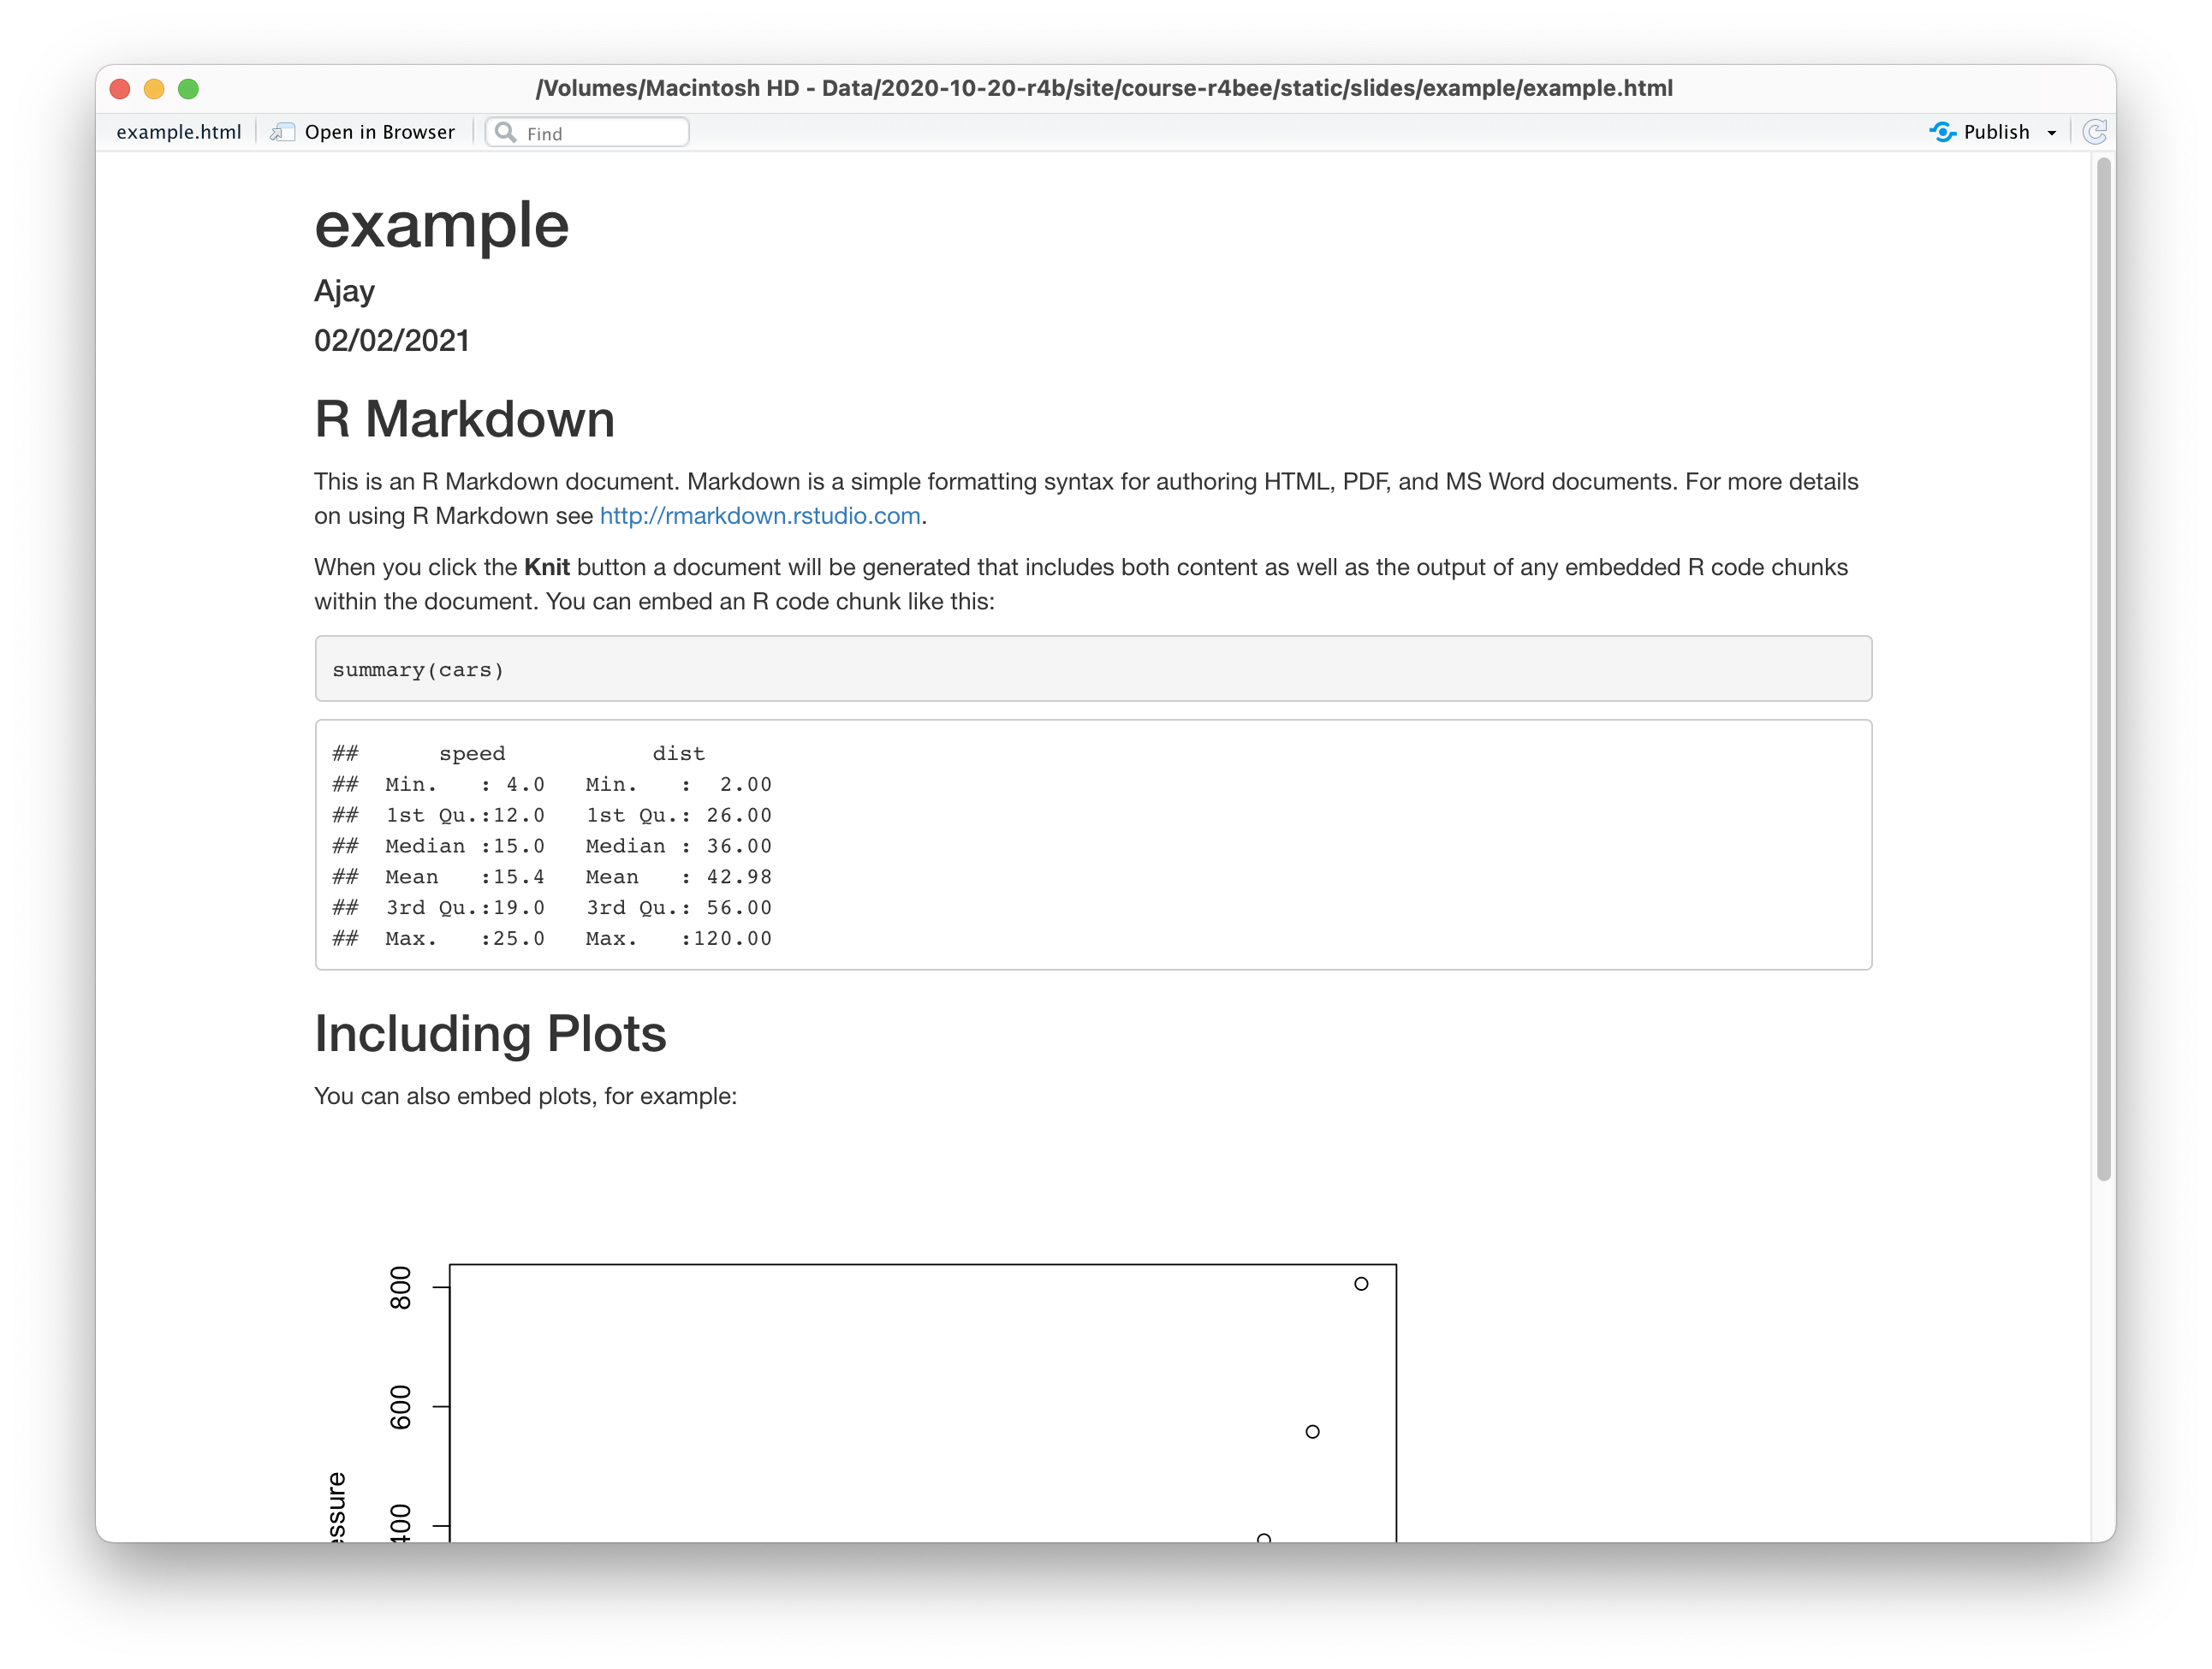 /Volumes/Macintosh HD - Data/2020-10-20-r4b/site/course-r4bee/static/slides/example/example.html
example.html Open in Browser Find Publish
example
Ajay
02/02/2021
R Markdown
This is an R Markdown document. Markdown is a simple formatting syntax for authoring HTML, PDF, and MS Word documents. For more details
on using R Markdown see http://rmarkdown.rstudio.com.
When you click the Knit button a document will be generated that includes both content as well as the output of any embedded R code chunks
within the document. You can embed an R code chunk like this:
summary(cars)
##      speed           dist
##  Min.   : 4.0   Min.   :  2.00
##  1st Qu.:12.0   1st Qu.: 26.00
##  Median :15.0   Median : 36.00
##  Mean   :15.4   Mean   : 42.98
##  3rd Qu.:19.0   3rd Qu.: 56.00
##  Max.   :25.0   Max.   :120.00
Including Plots
You can also embed plots, for example:
800
600
400
essure